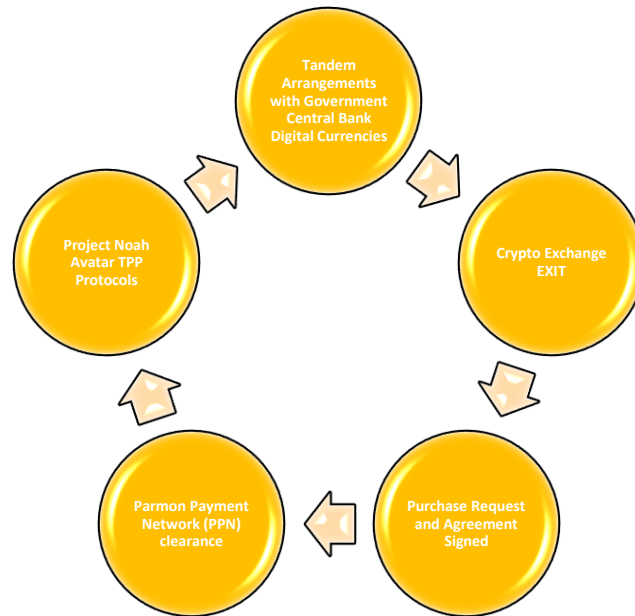 Tandem
Arrangements
with Government
Central Bank
Digital Currencies
Crypto Exchange
EXIT
Purchase Request
and Agreement
Signed
Parmon Payment
Network (PPN)
clearance
Project Noah
Avatar TPP
Protocols